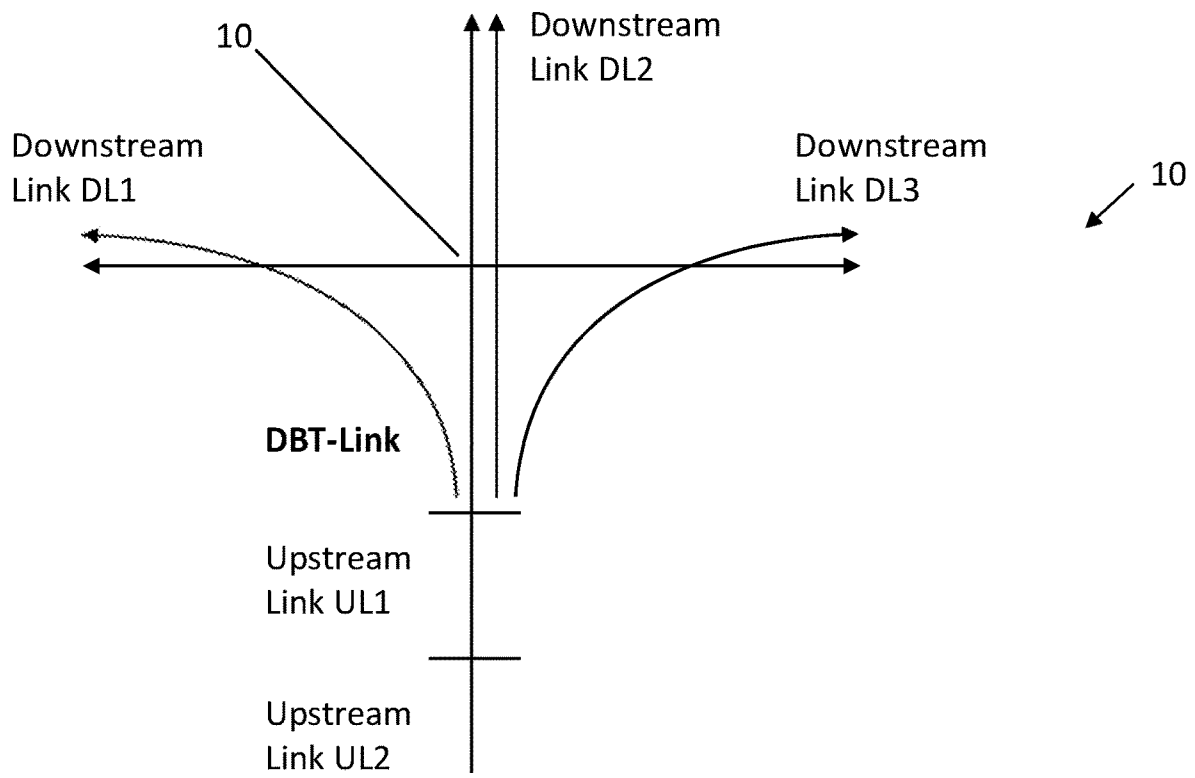 Downstream
Link DL2
10
Downstream
Link DL1
Downstream
Link DL3
10
DBT-Link
Upstream
Link UL1
Upstream
Link UL2